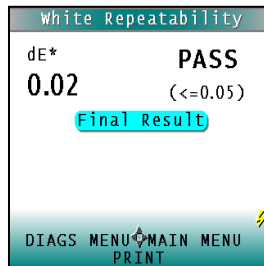 White Repeatability
dE* PASS
0.02 (<=0.05)
Final Result
DIAGS MENU MAIN MENU
PRINT